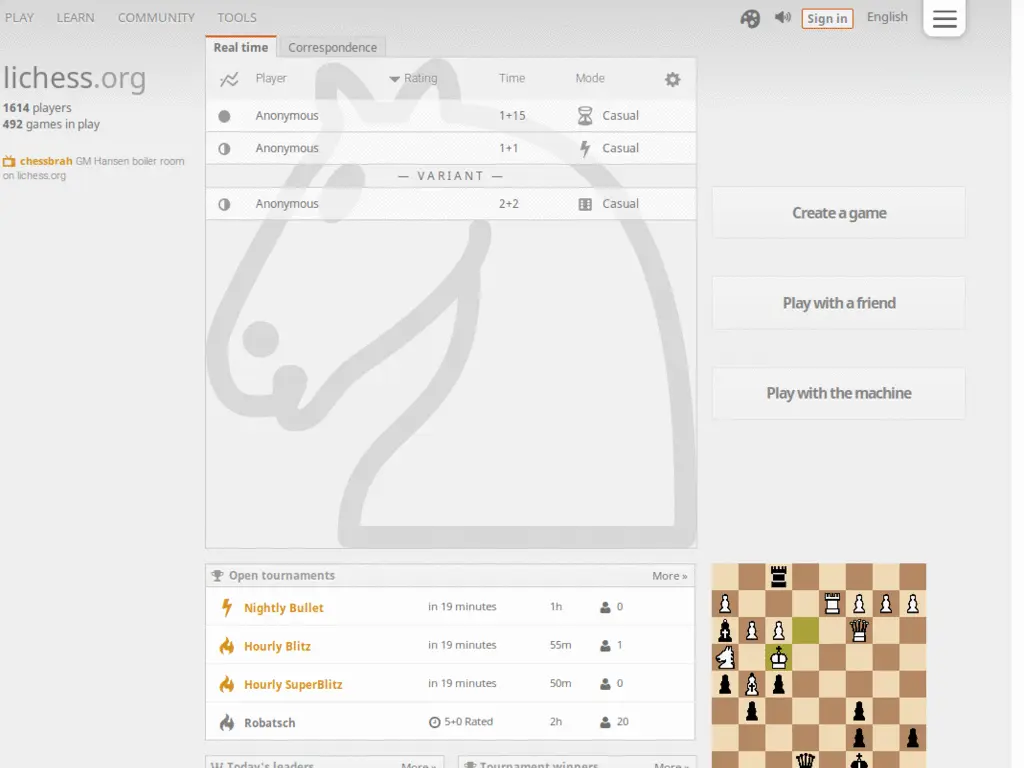 PLAY LEARN COMMUNITY TOOLS Sign in English
Real time Correspondence
lichess.org
1614 players
492 games in play
chessbrah GM Hansen boiler room
on lichess.org
Player Rating Time Mode
Anonymous 1+15 Casual
Anonymous 1+1 Casual
— VARIANT —
Anonymous 2+2 Casual
Create a game
Play with a friend
Play with the machine
Open tournaments More »
Nightly Bullet in 19 minutes 1h 0
Hourly Blitz in 19 minutes 55m 1
Hourly SuperBlitz in 19 minutes 50m 0
Robatsch 5+0 Rated 2h 20
Today's leaders More » Tournament winners More »